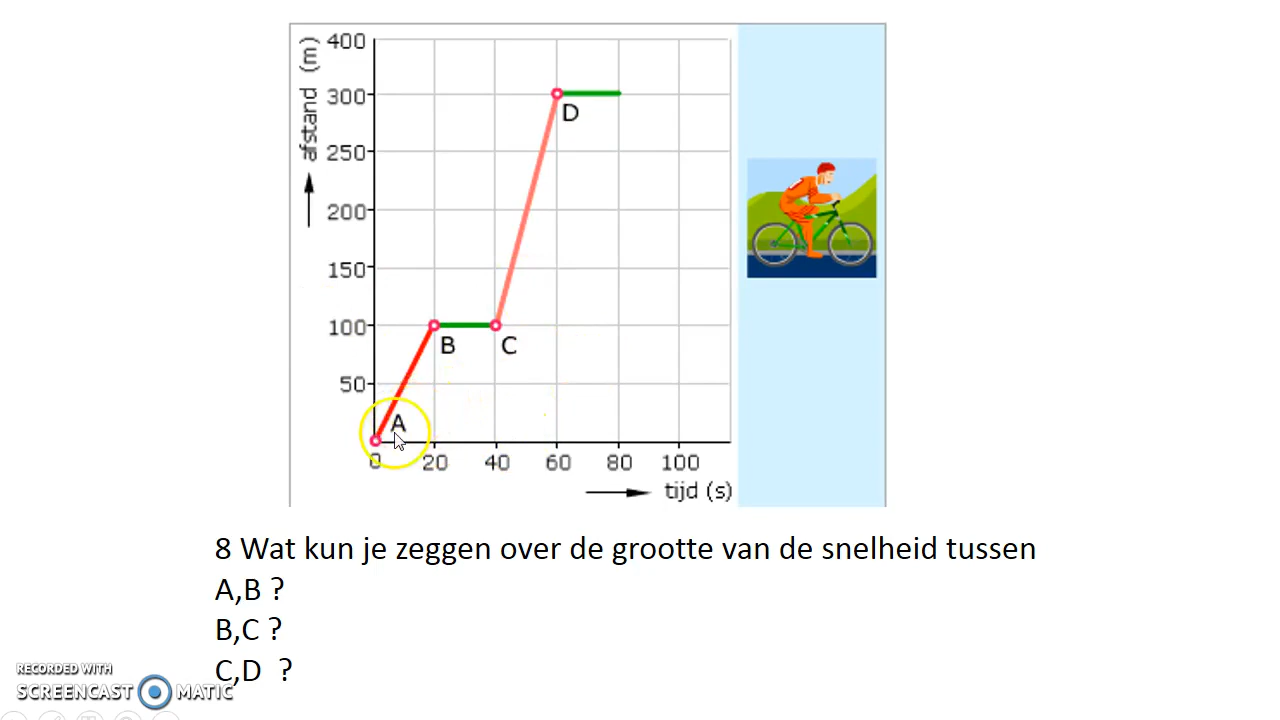 afstand (m)
400
300
250
200
150
100
50
A
B
C
D
0 20 40 60 80 100
tijd (s)
8 Wat kun je zeggen over de grootte van de snelheid tussen
A,B ?
B,C ?
C,D ?
RECORDED WITH
SCREENCAST MATIC